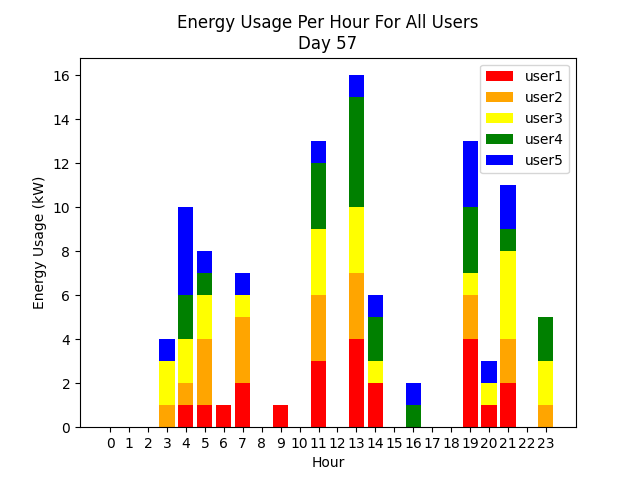 Energy Usage Per Hour For All Users
Day 57
user1
user2
user3
user4
user5
Energy Usage (kW)
16
14
12
10
8
6
4
2
0
0 1 2 3 4 5 6 7 8 9 10 11 12 13 14 15 16 17 18 19 20 21 22 23
Hour